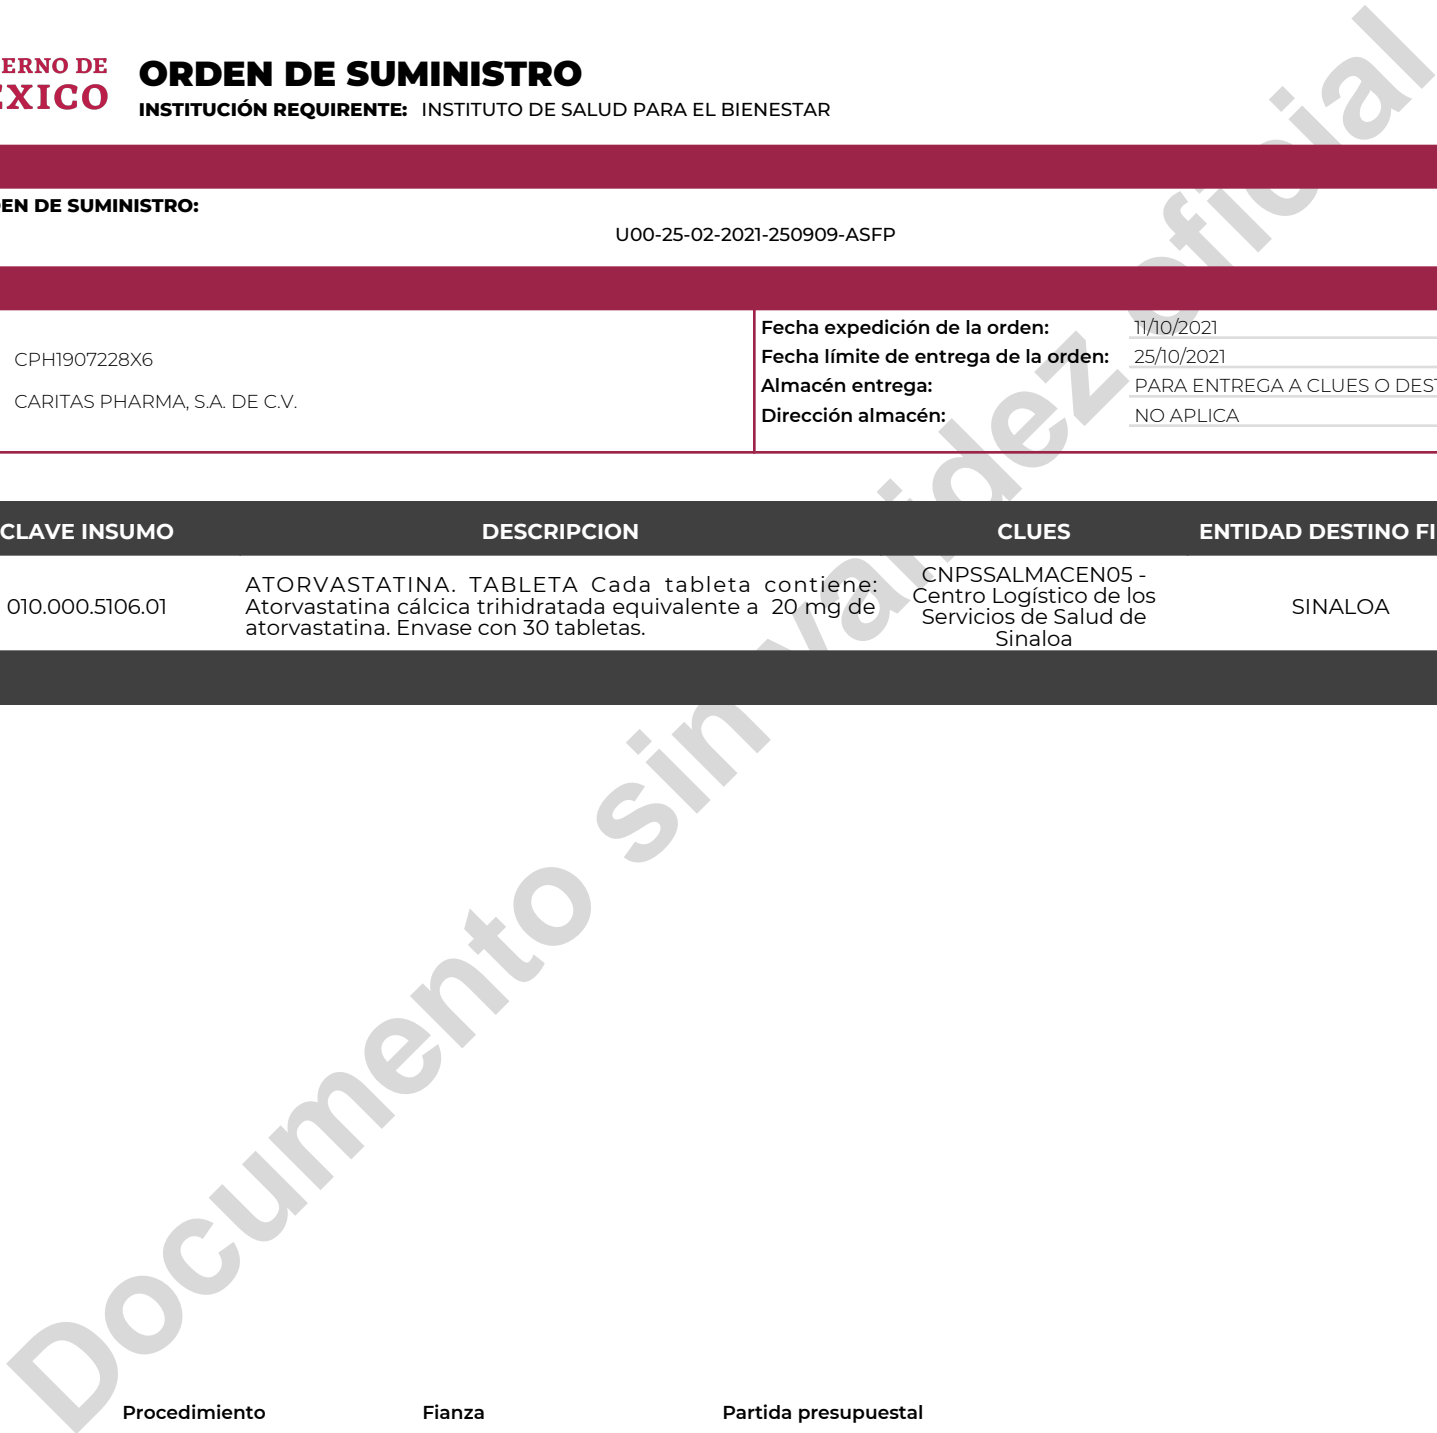 ERNO DE
ÉXICO
ORDEN DE SUMINISTRO
INSTITUCIÓN REQUIRENTE: INSTITUTO DE SALUD PARA EL BIENESTAR
EN DE SUMINISTRO:
U00-25-02-2021-250909-ASFP
CPH1907228X6
CARITAS PHARMA, S.A. DE C.V.
Fecha expedición de la orden: 11/10/2021
Fecha límite de entrega de la orden: 25/10/2021
Almacén entrega: PARA ENTREGA A CLUES O DEST
Dirección almacén: NO APLICA
CLAVE INSUMO DESCRIPCION CLUES ENTIDAD DESTINO FI
010.000.5106.01
ATORVASTATINA. TABLETA Cada tableta contiene:
Atorvastatina cálcica trihidratada equivalente a 20 mg de
atorvastatina. Envase con 30 tabletas.
CNPSSALMACEN05 -
Centro Logístico de los
Servicios de Salud de
Sinaloa
SINALOA
Documento sin validez oficial
Procedimiento Fianza Partida presupuestal